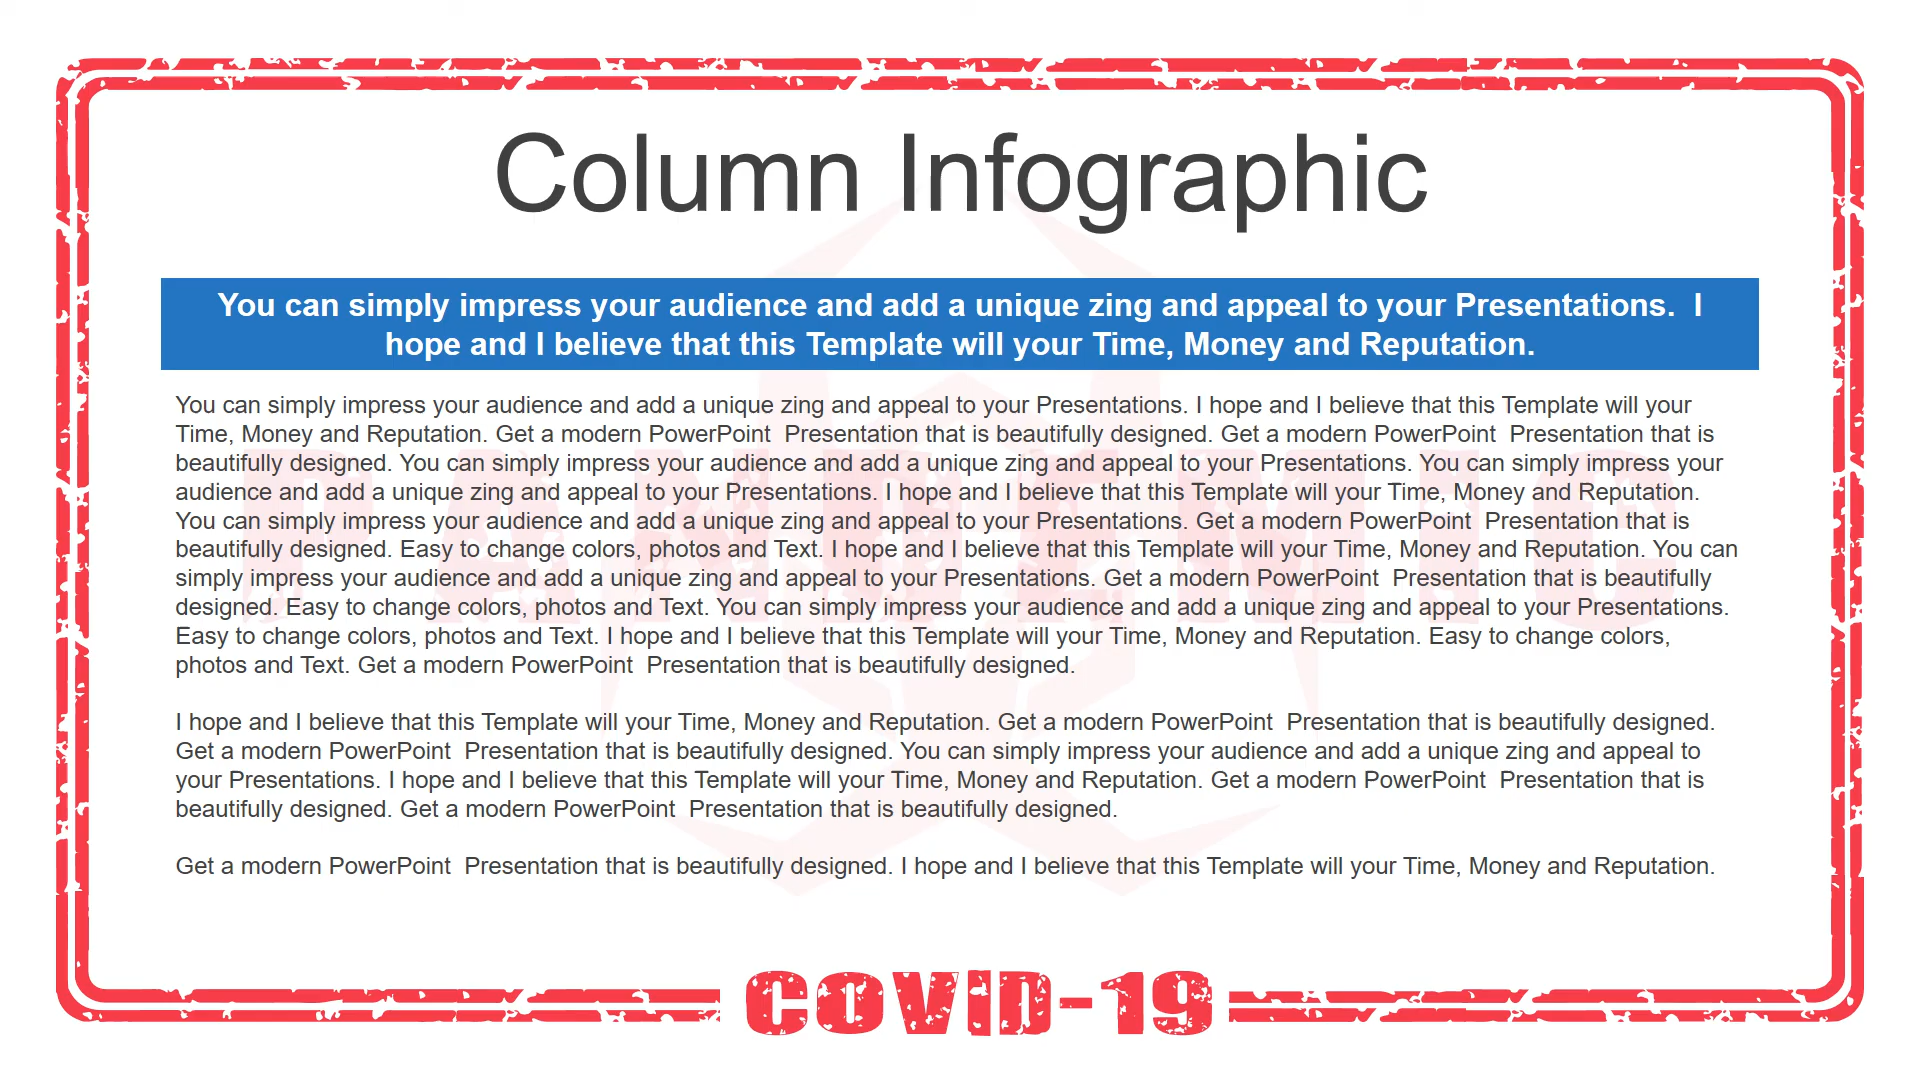 Column Infographic
You can simply impress your audience and add a unique zing and appeal to your Presentations.  I
hope and I believe that this Template will your Time, Money and Reputation.
You can simply impress your audience and add a unique zing and appeal to your Presentations. I hope and I believe that this Template will your
Time, Money and Reputation. Get a modern PowerPoint  Presentation that is beautifully designed. Get a modern PowerPoint  Presentation that is
beautifully designed. You can simply impress your audience and add a unique zing and appeal to your Presentations. You can simply impress your
audience and add a unique zing and appeal to your Presentations. I hope and I believe that this Template will your Time, Money and Reputation.
You can simply impress your audience and add a unique zing and appeal to your Presentations. Get a modern PowerPoint  Presentation that is
beautifully designed. Easy to change colors, photos and Text. I hope and I believe that this Template will your Time, Money and Reputation. You can
simply impress your audience and add a unique zing and appeal to your Presentations. Get a modern PowerPoint  Presentation that is beautifully
designed. Easy to change colors, photos and Text. You can simply impress your audience and add a unique zing and appeal to your Presentations.
Easy to change colors, photos and Text. I hope and I believe that this Template will your Time, Money and Reputation. Easy to change colors,
photos and Text. Get a modern PowerPoint  Presentation that is beautifully designed.
I hope and I believe that this Template will your Time, Money and Reputation. Get a modern PowerPoint  Presentation that is beautifully designed.
Get a modern PowerPoint  Presentation that is beautifully designed. You can simply impress your audience and add a unique zing and appeal to
your Presentations. I hope and I believe that this Template will your Time, Money and Reputation. Get a modern PowerPoint  Presentation that is
beautifully designed. Get a modern PowerPoint  Presentation that is beautifully designed.
Get a modern PowerPoint  Presentation that is beautifully designed. I hope and I believe that this Template will your Time, Money and Reputation.
PANDEMIC
COVID-19